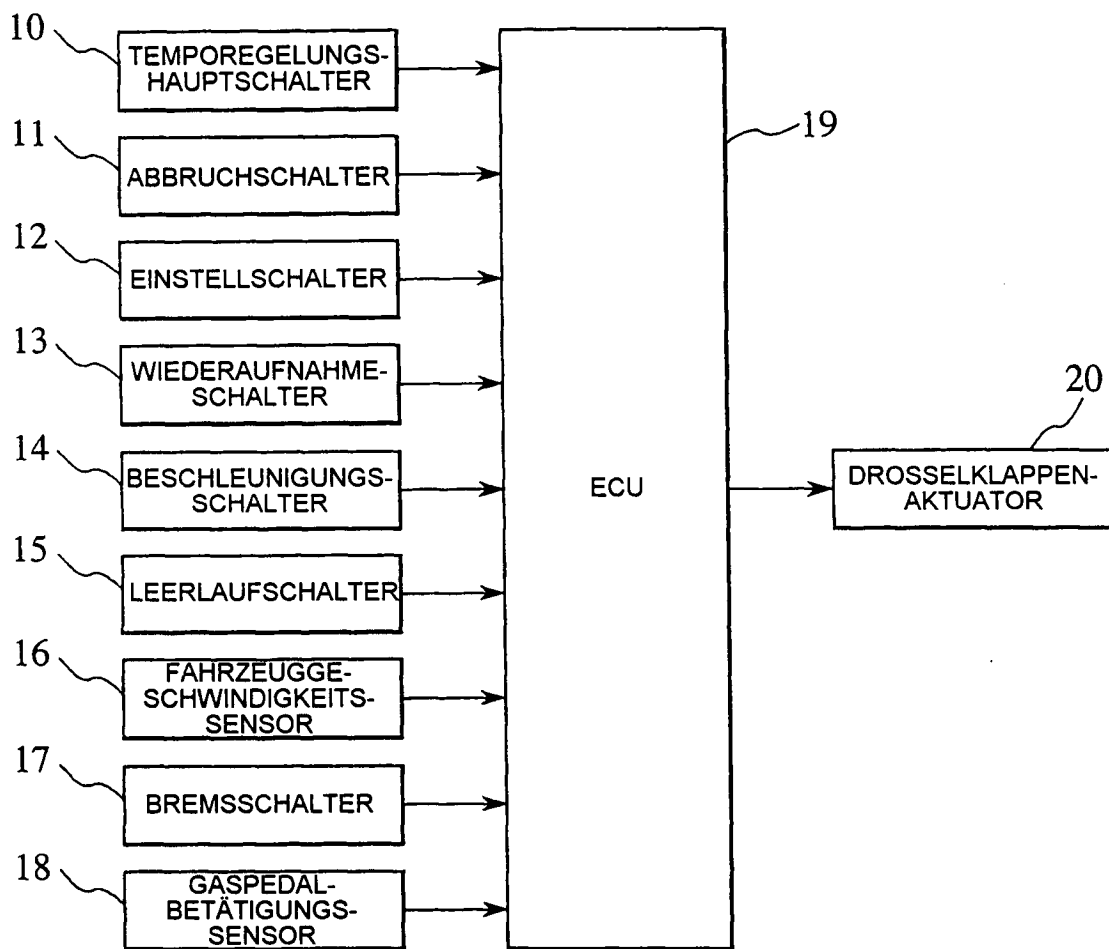 10
TEMPOREGELUNGS-
HAUPTSCHALTER
11
ABBRUCHSCHALTER
12
EINSTELLSCHALTER
13
WIEDERAUFNAHME-
SCHALTER
14
BESCHLEUNIGUNGS-
SCHALTER
15
LEERLAUFSCHALTER
16
FAHRZEUGGE-
SCHWINDIGKEITS-
SENSOR
17
BREMSSCHALTER
18
GASPEDAL-
BETÄTIGUNGS-
SENSOR
19
ECU
20
DROSSELKLAPPEN-
AKTUATOR